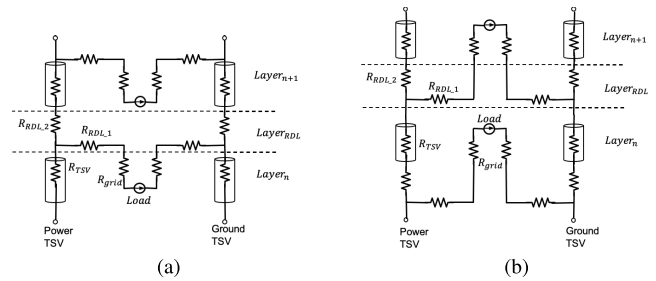 Layer_{n+1}
R_{RDL_2}
R_{RDL_1}
Layer_{RDL}
R_{TSV}
R_{grid}
Load
Layer_n
Power
TSV
Ground
TSV
(a)
Layer_{n+1}
R_{RDL_2}
R_{RDL_1}
Layer_{RDL}
Load
R_{TSV}
R_{grid}
Layer_n
Power
TSV
Ground
TSV
(b)